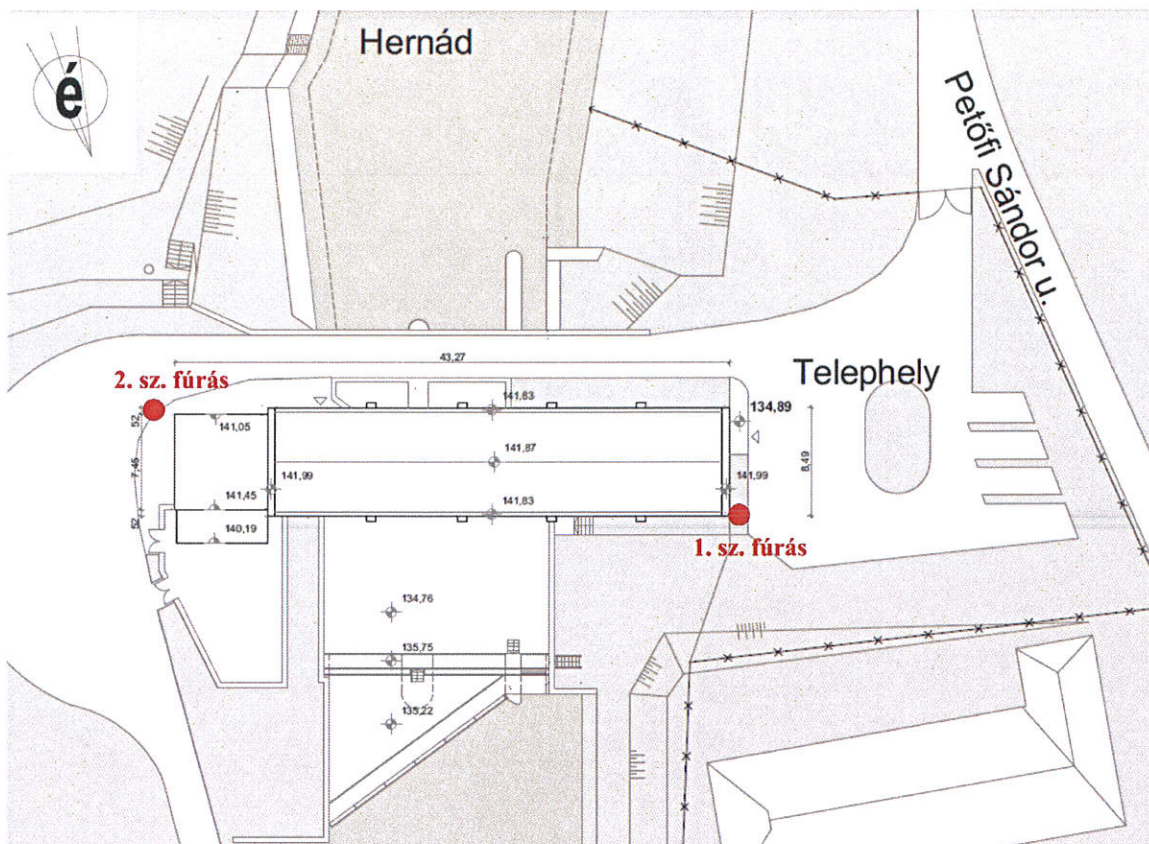 Hernád
é
Petőfi Sándor u.
43,27
2. sz. fúrás
Telephely
141,83
134,89
52
141,05
141,87
7,45
8,49
141,99
141,99
141,45
141,83
52
140,19
1. sz. fúrás
134,76
135,75
135,22